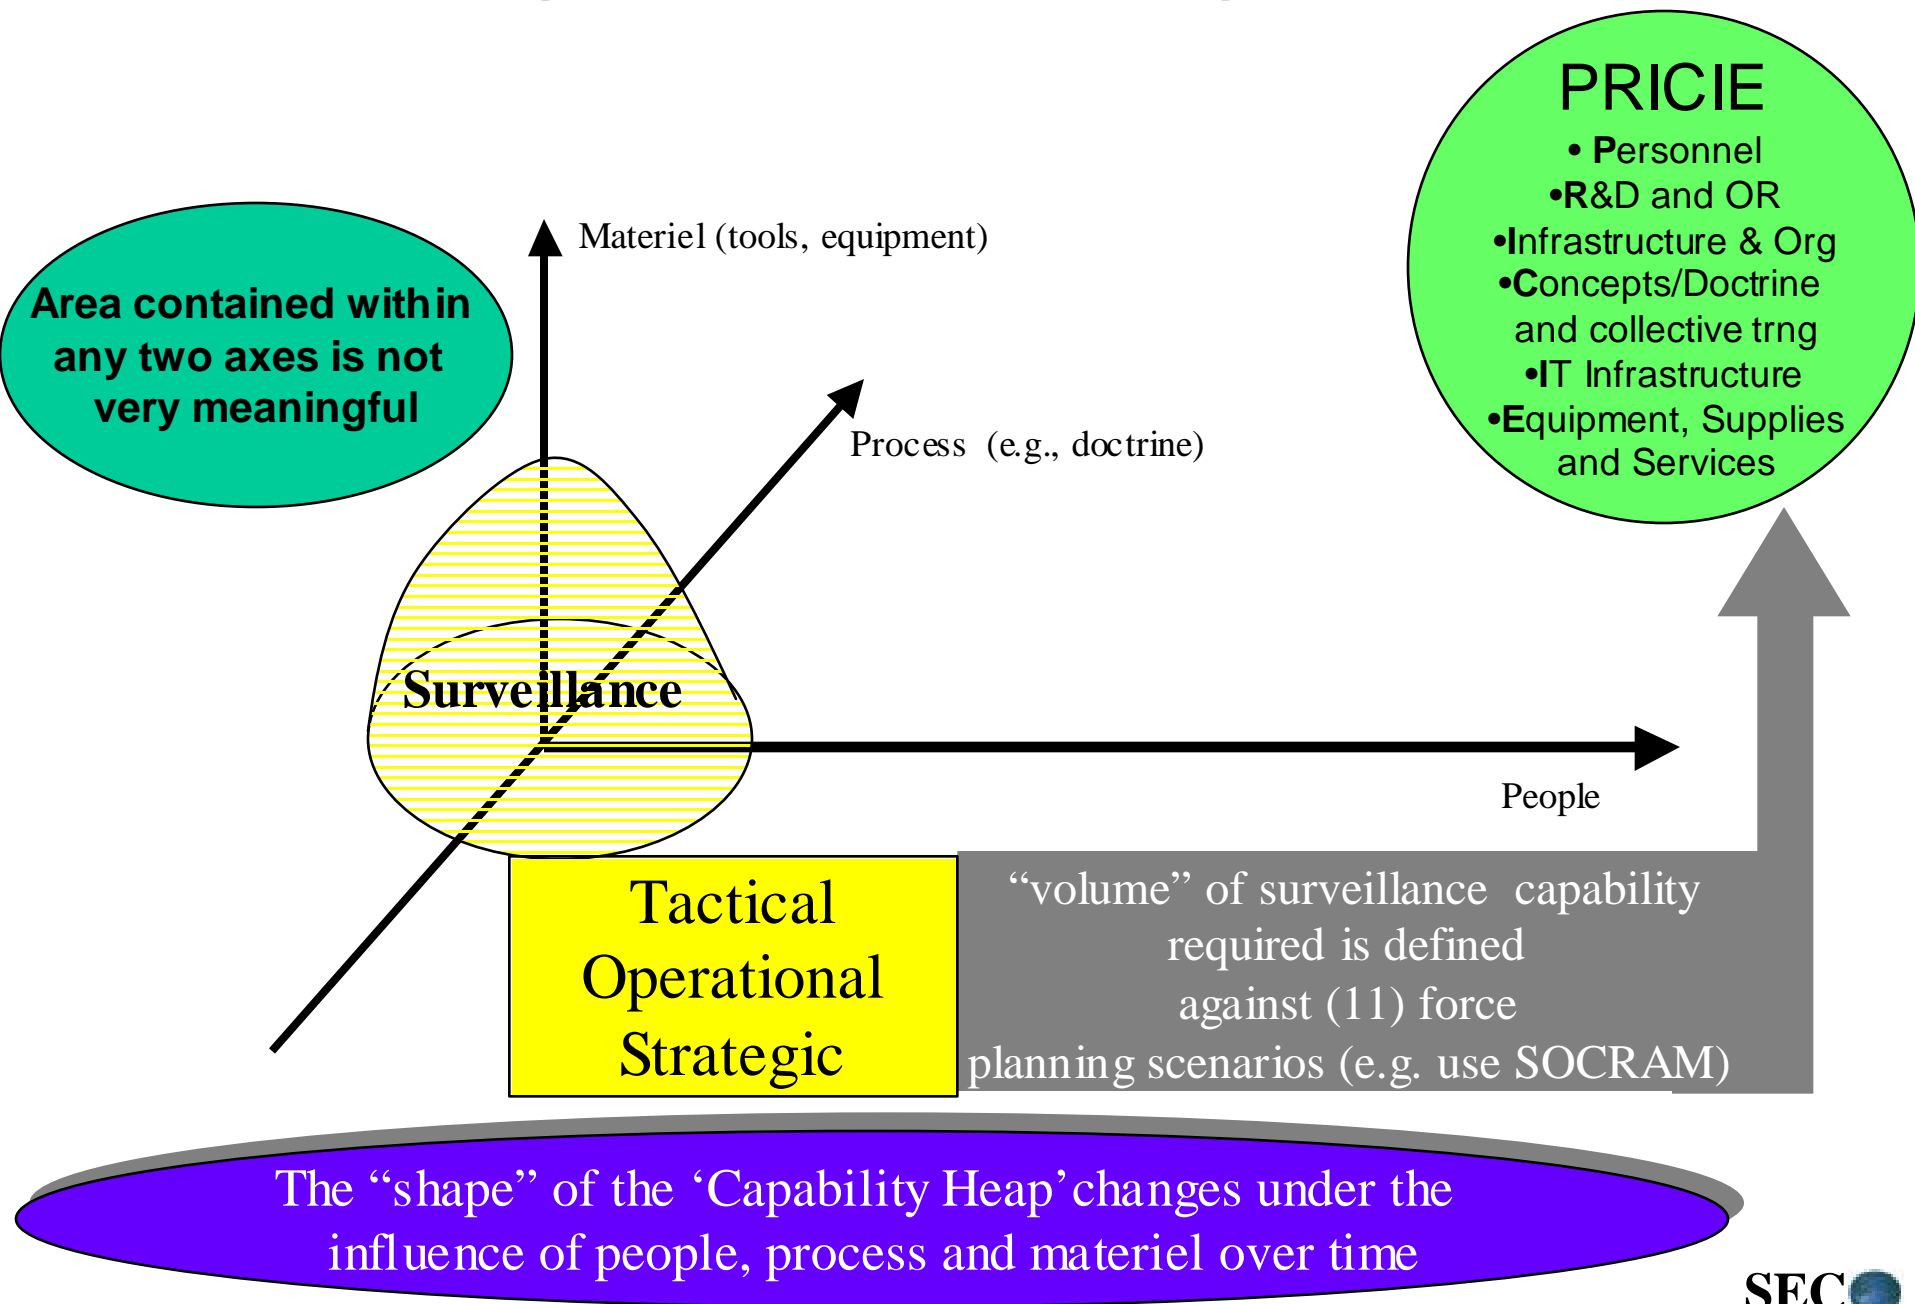 PRICIE
• Personnel
•R&D and OR
•Infrastructure & Org
•Concepts/Doctrine
and collective trng
•IT Infrastructure
•Equipment, Supplies
and Services
Materiel (tools, equipment)
Area contained within
any two axes is not
very meaningful
Process (e.g., doctrine)
Surveillance
People
Tactical
Operational
Strategic
“volume” of surveillance capability
required is defined
against (11) force
planning scenarios (e.g. use SOCRAM)
The “shape” of the ‘Capability Heap’ changes under the
influence of people, process and materiel over time
SEC